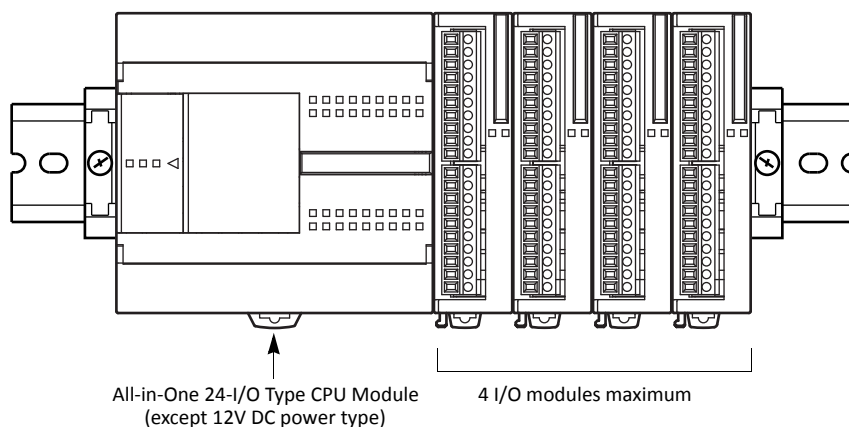 All-in-One 24-I/O Type CPU Module
(except 12V DC power type)
4 I/O modules maximum